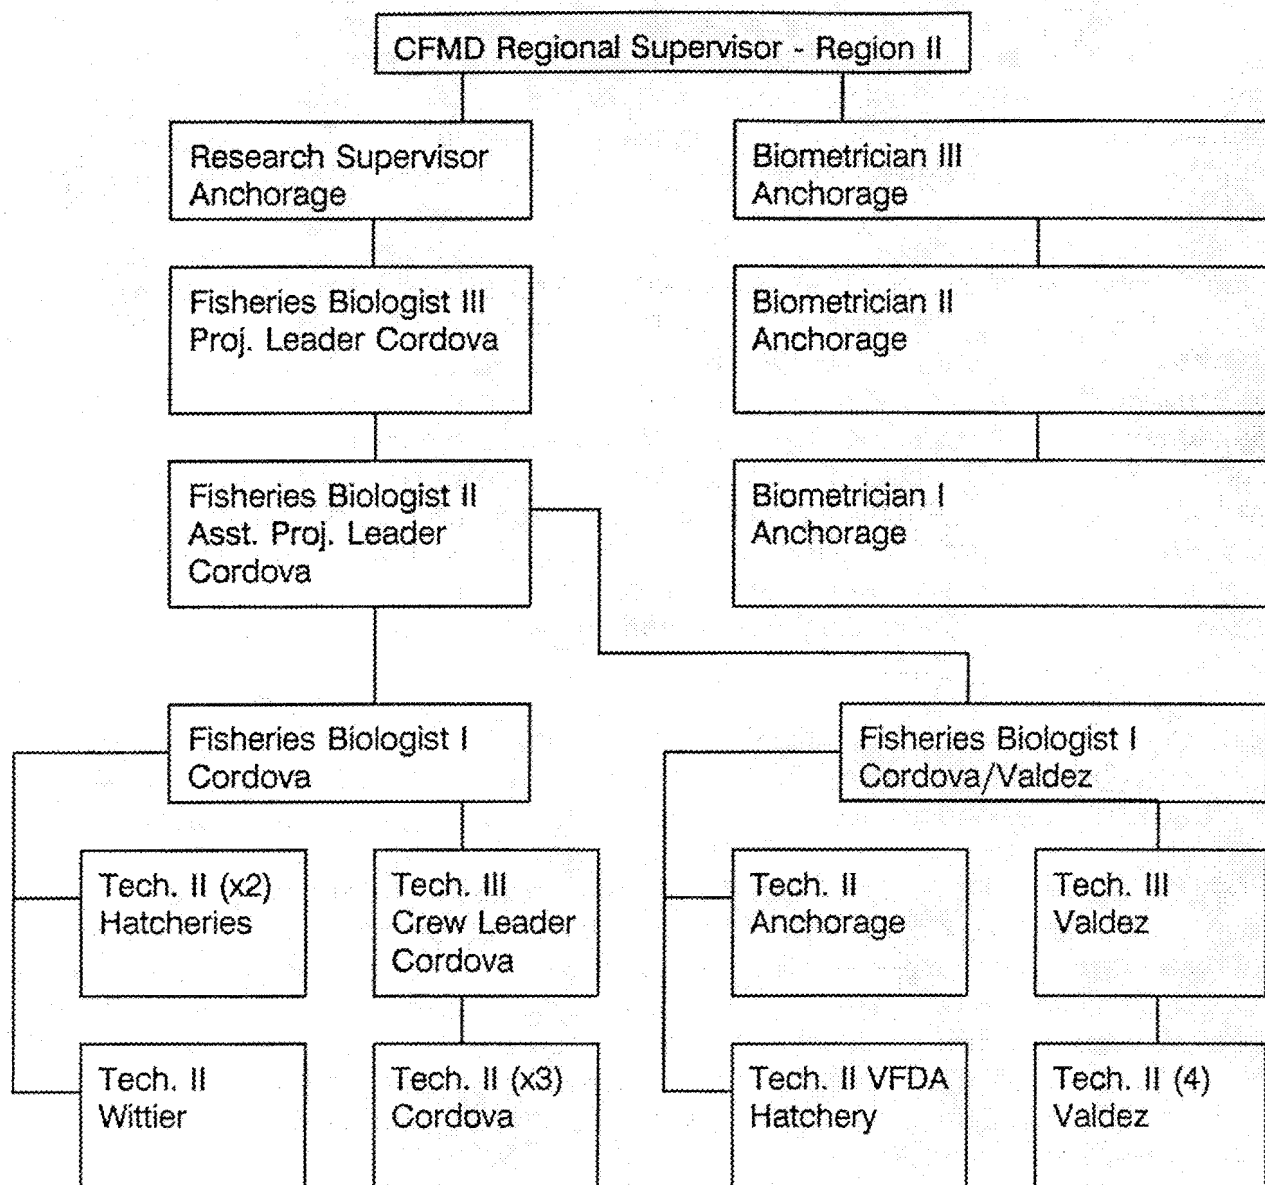 CFMD Regional Supervisor - Region II
Research Supervisor
Anchorage
Biometrician III
Anchorage
Fisheries Biologist III
Proj. Leader Cordova
Biometrician II
Anchorage
Fisheries Biologist II
Asst. Proj. Leader
Cordova
Biometrician I
Anchorage
Fisheries Biologist I
Cordova
Fisheries Biologist I
Cordova/Valdez
Tech. II (x2)
Hatcheries
Tech. III
Crew Leader
Cordova
Tech. II
Anchorage
Tech. III
Valdez
Tech. II
Wittier
Tech. II (x3)
Cordova
Tech. II VFDA
Hatchery
Tech. II (4)
Valdez